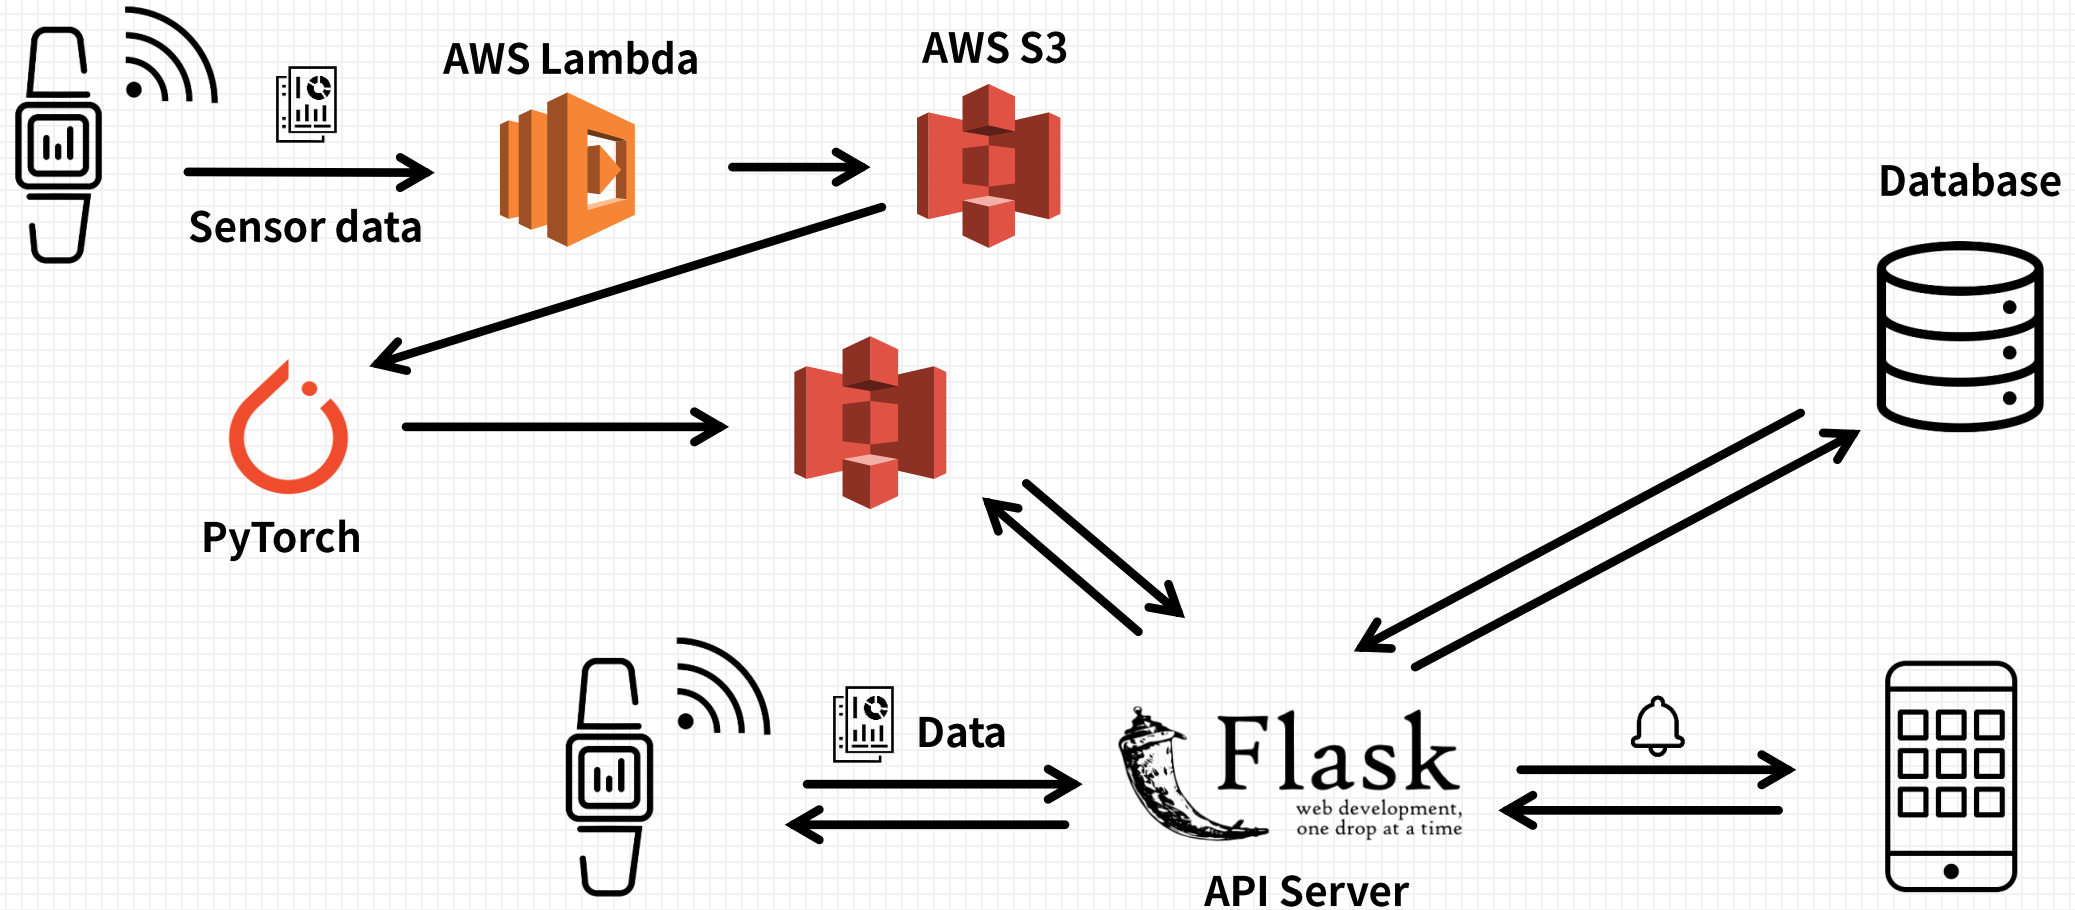 AWS Lambda
AWS S3
Sensor data
Database
PyTorch
Data
Flask
web development,
one drop at a time
API Server